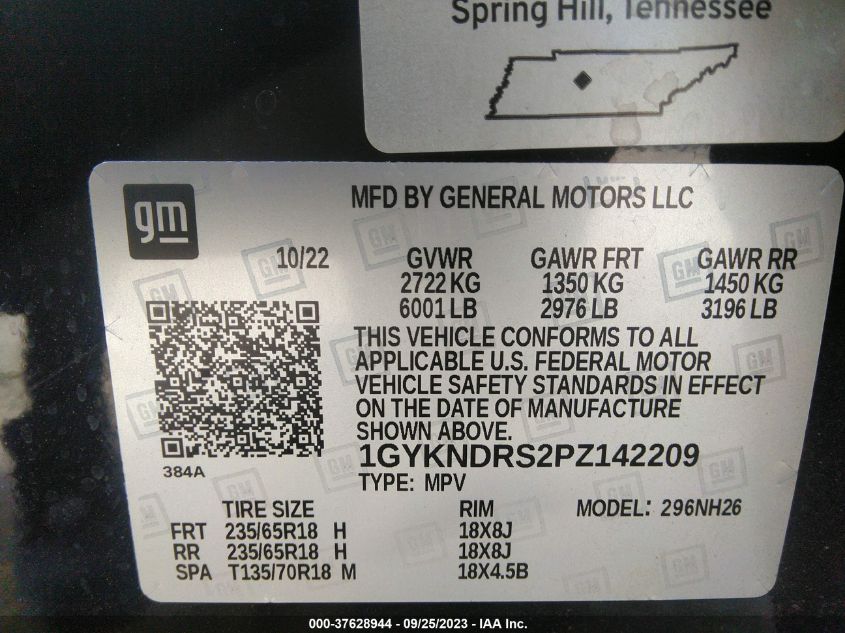 Spring Hill, Tennessee
gm
MFD BY GENERAL MOTORS LLC
10/22 GVWR GAWR FRT GAWR RR
2722 KG 1350 KG 1450 KG
6001 LB 2976 LB 3196 LB
THIS VEHICLE CONFORMS TO ALL
APPLICABLE U.S. FEDERAL MOTOR
VEHICLE SAFETY STANDARDS IN EFFECT
ON THE DATE OF MANUFACTURE
SHOWN ABOVE.
1GYKNDRS2PZ142209
384A
TYPE: MPV
TIRE SIZE RIM MODEL: 296NH26
FRT 235/65R18 H 18X8J
RR 235/65R18 H 18X8J
SPA T135/70R18 M 18X4.5B
000-37628944 - 09/25/2023 - IAA Inc.